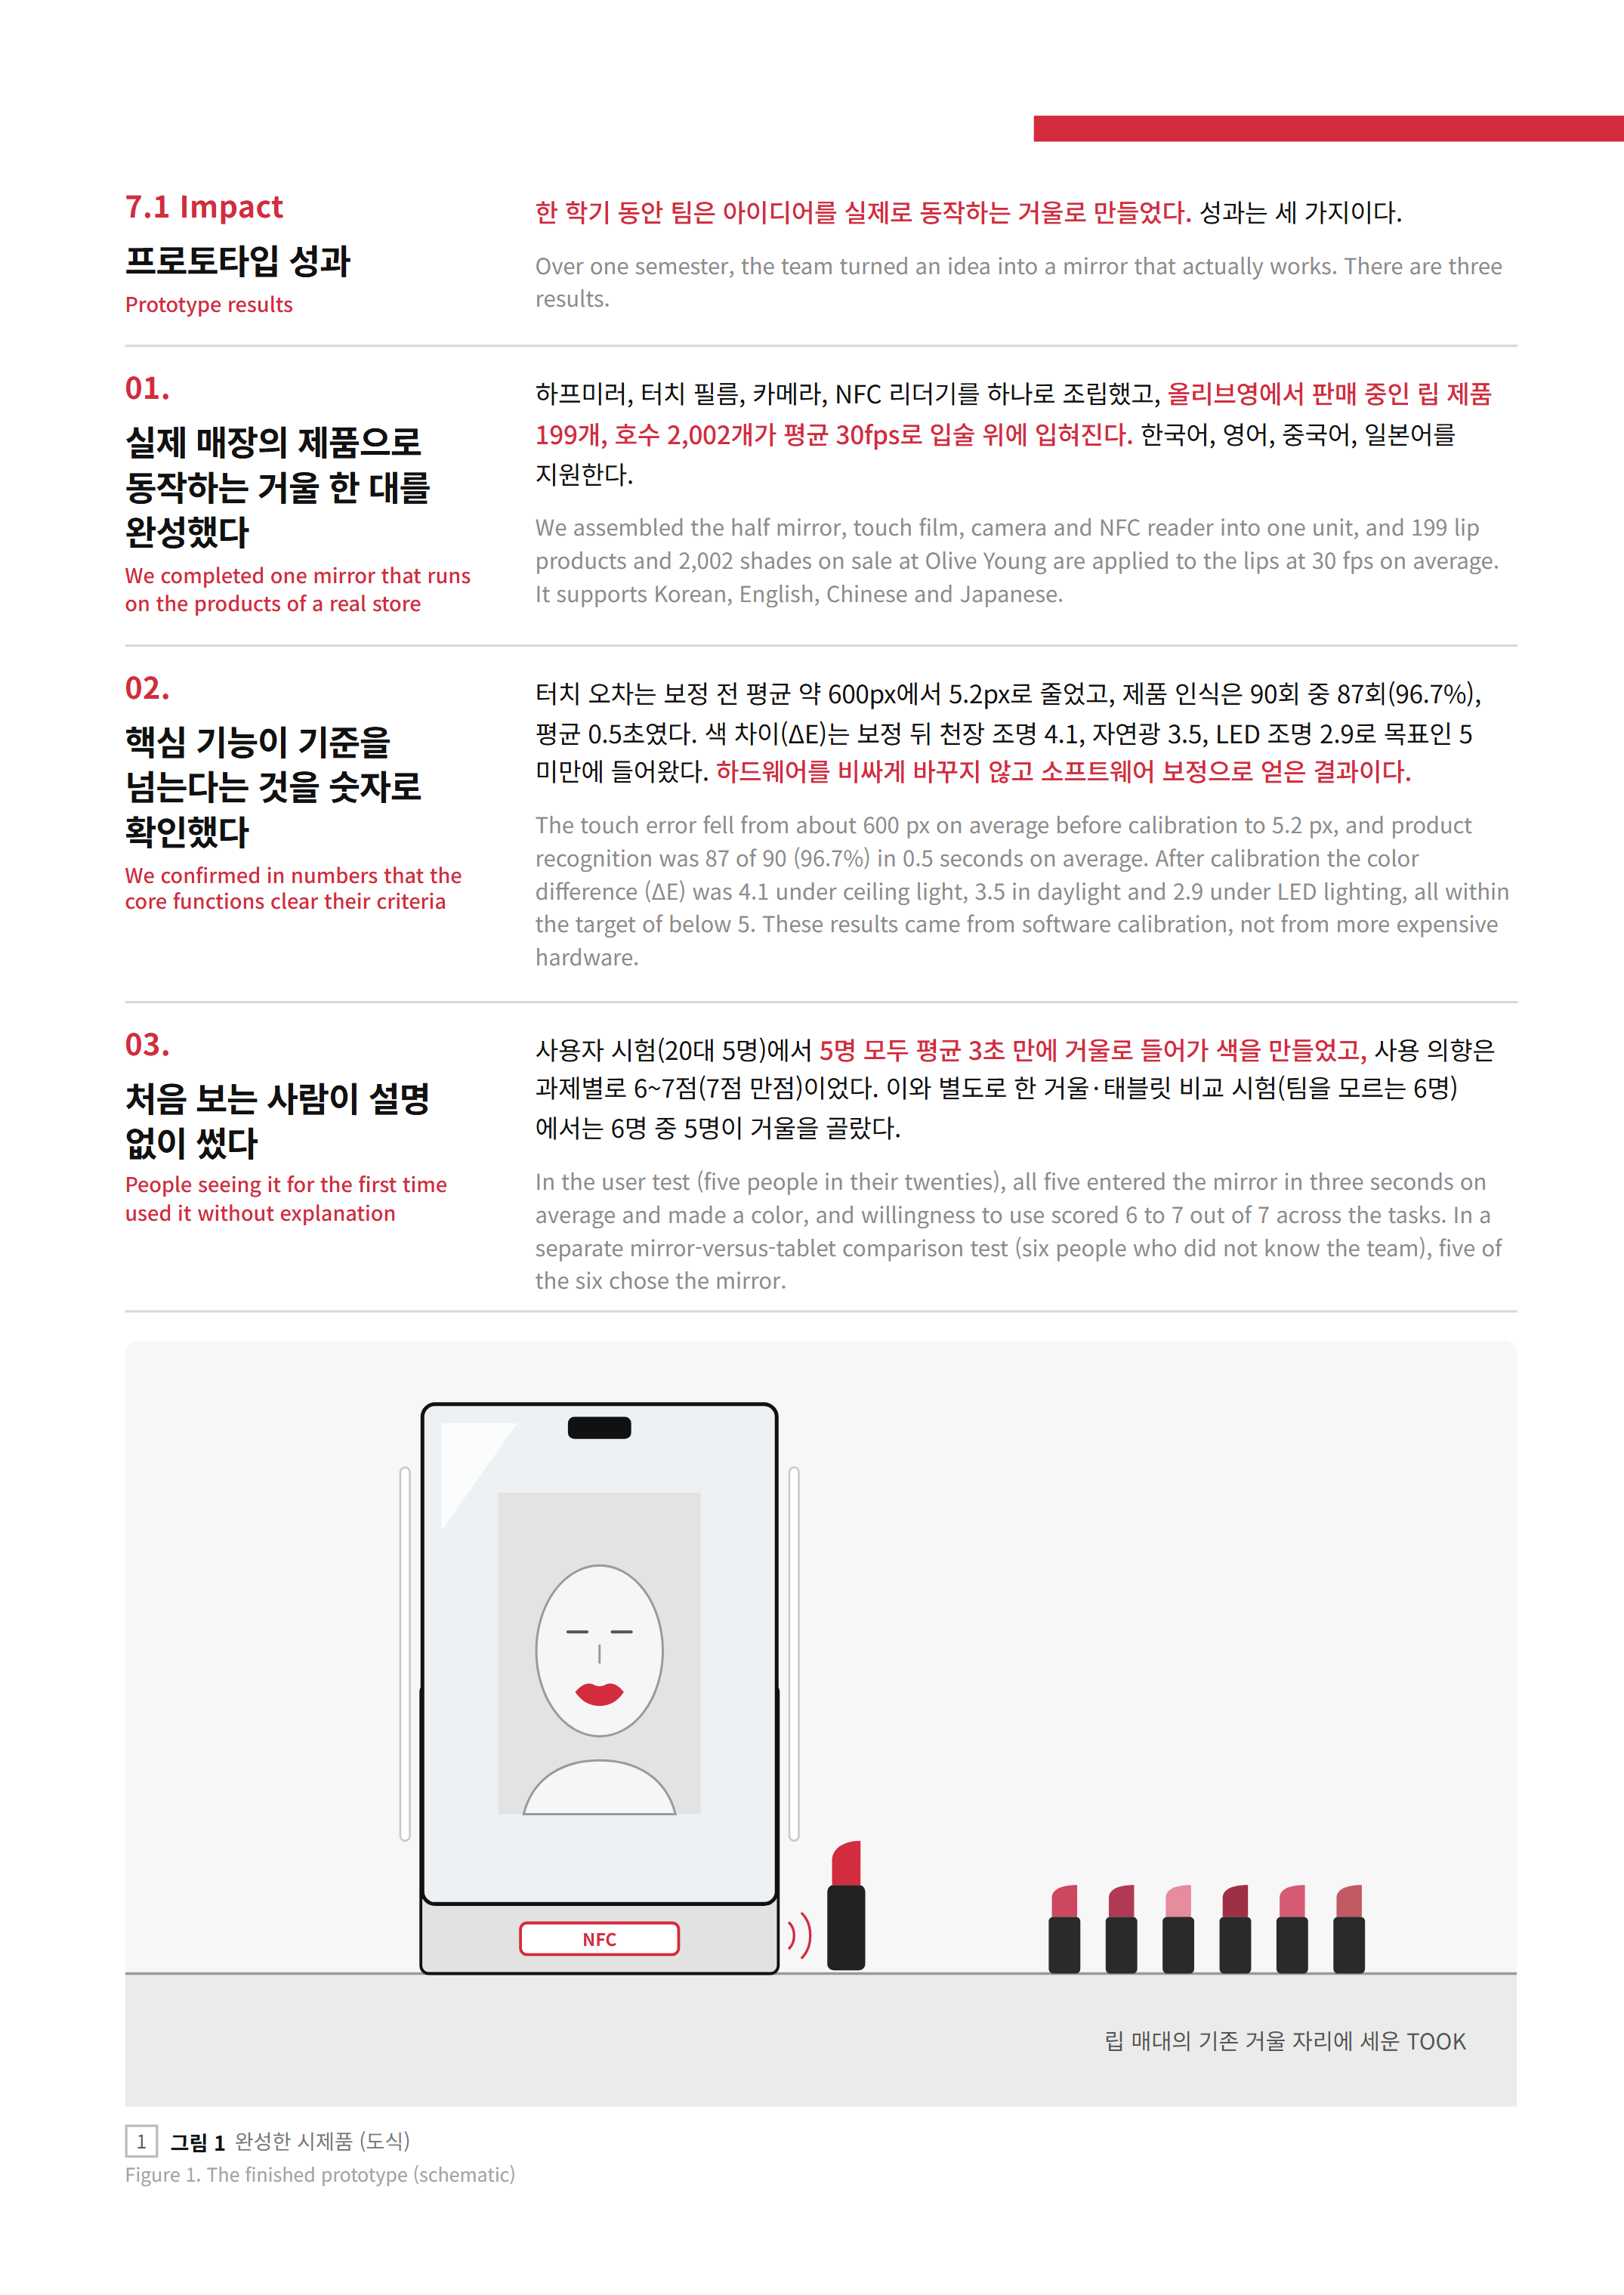 7.1 Impact
프로토타입 성과
Prototype results
한 학기 동안 팀은 아이디어를 실제로 동작하는 거울로 만들었다. 성과는 세 가지이다.
Over one semester, the team turned an idea into a mirror that actually works. There are three
results.
01.
실제 매장의 제품으로
동작하는 거울 한 대를
완성했다
We completed one mirror that runs
on the products of a real store
하프미러, 터치 필름, 카메라, NFC 리더기를 하나로 조립했고, 올리브영에서 판매 중인 립 제품
199개, 호수 2,002개가 평균 30fps로 입술 위에 입혀진다. 한국어, 영어, 중국어, 일본어를
지원한다.
We assembled the half mirror, touch film, camera and NFC reader into one unit, and 199 lip
products and 2,002 shades on sale at Olive Young are applied to the lips at 30 fps on average.
It supports Korean, English, Chinese and Japanese.
02.
핵심 기능이 기준을
넘는다는 것을 숫자로
확인했다
We confirmed in numbers that the
core functions clear their criteria
터치 오차는 보정 전 평균 약 600px에서 5.2px로 줄었고, 제품 인식은 90회 중 87회(96.7%),
평균 0.5초였다. 색 차이(ΔE)는 보정 뒤 천장 조명 4.1, 자연광 3.5, LED 조명 2.9로 목표인 5
미만에 들어왔다. 하드웨어를 비싸게 바꾸지 않고 소프트웨어 보정으로 얻은 결과이다.
The touch error fell from about 600 px on average before calibration to 5.2 px, and product
recognition was 87 of 90 (96.7%) in 0.5 seconds on average. After calibration the color
difference (ΔE) was 4.1 under ceiling light, 3.5 in daylight and 2.9 under LED lighting, all within
the target of below 5. These results came from software calibration, not from more expensive
hardware.
03.
처음 보는 사람이 설명
없이 썼다
People seeing it for the first time
used it without explanation
사용자 시험(20대 5명)에서 5명 모두 평균 3초 만에 거울로 들어가 색을 만들었고, 사용 의향은
과제별로 6~7점(7점 만점)이었다. 이와 별도로 한 거울·태블릿 비교 시험(팀을 모르는 6명)
에서는 6명 중 5명이 거울을 골랐다.
In the user test (five people in their twenties), all five entered the mirror in three seconds on
average and made a color, and willingness to use scored 6 to 7 out of 7 across the tasks. In a
separate mirror-versus-tablet comparison test (six people who did not know the team), five of
the six chose the mirror.
NFC
립 매대의 기존 거울 자리에 세운 TOOK
1 그림 1 완성한 시제품 (도식)
Figure 1. The finished prototype (schematic)